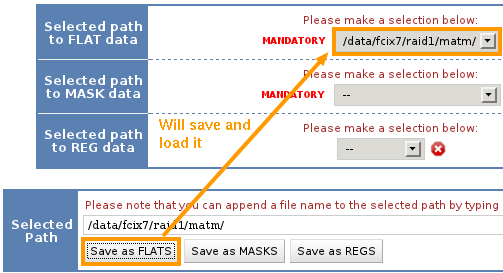 Selected path
to FLAT data
Please make a selection below:
MANDATORY /data/fcix7/raid1/matm/
Selected path
to MASK data
Please make a selection below:
MANDATORY --
Selected path
to REG data
Will save and
load it
Please make a selection below:
--
Selected
Path
Please note that you can append a file name to the selected path by typing
/data/fcix7/raid1/matm/
Save as FLATS Save as MASKS Save as REGS